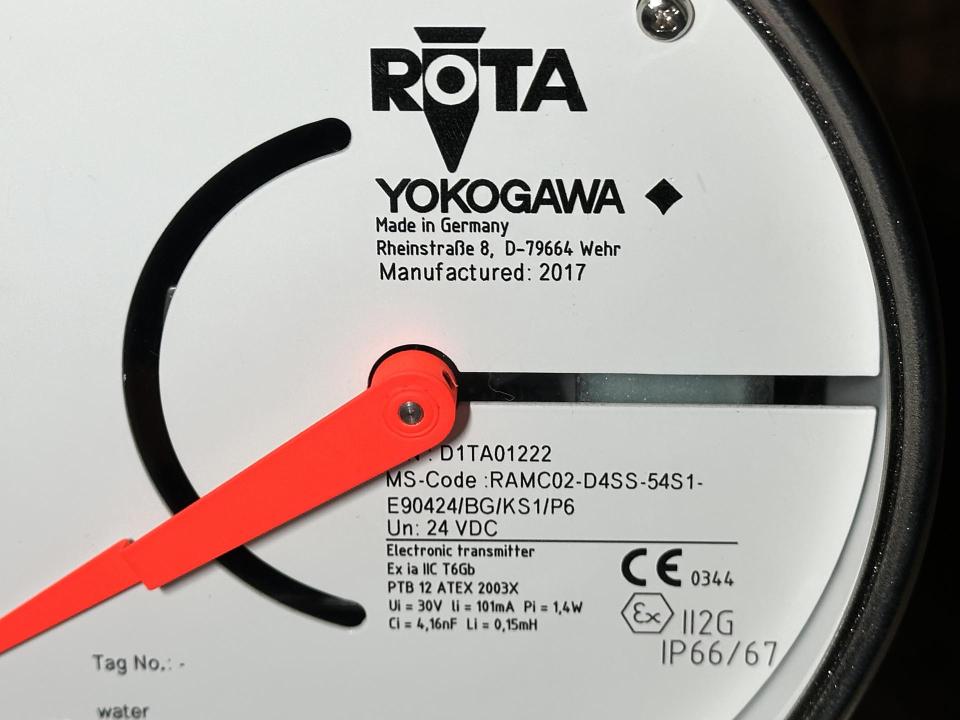 ROTA
YOKOGAWA
Made in Germany
Rheinstraße 8, D-79664 Wehr
Manufactured: 2017
: D1TA01222
MS-Code :RAMC02-D4SS-54S1-
E90424/BG/KS1/P6
Un: 24 VDC
Electronic transmitter
Ex ia IIC T6Gb
PTB 12 ATEX 2003X
Ui = 30V Ii = 101mA Pi = 1,4W
Ci = 4,16nF Li = 0,15mH
CE 0344
Ex II2G
IP66/67
Tag No.: -
water